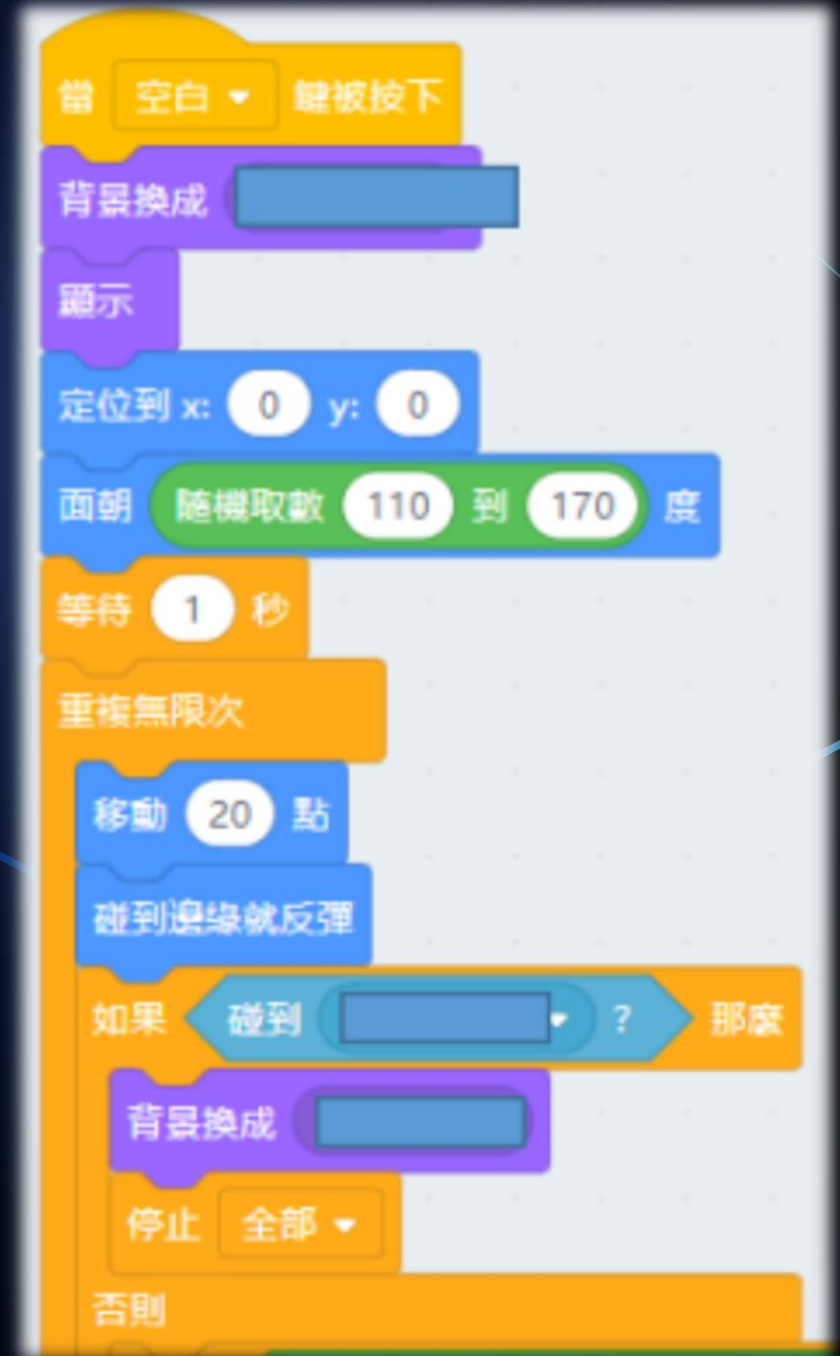 當 空白 鍵被按下
背景換成
顯示
定位到 x: 0 y: 0
面朝 隨機取數 110 到 170 度
等待 1 秒
重複無限次
移動 20 點
碰到邊緣就反彈
如果 碰到 ? 那麼
背景換成
停止 全部
否則